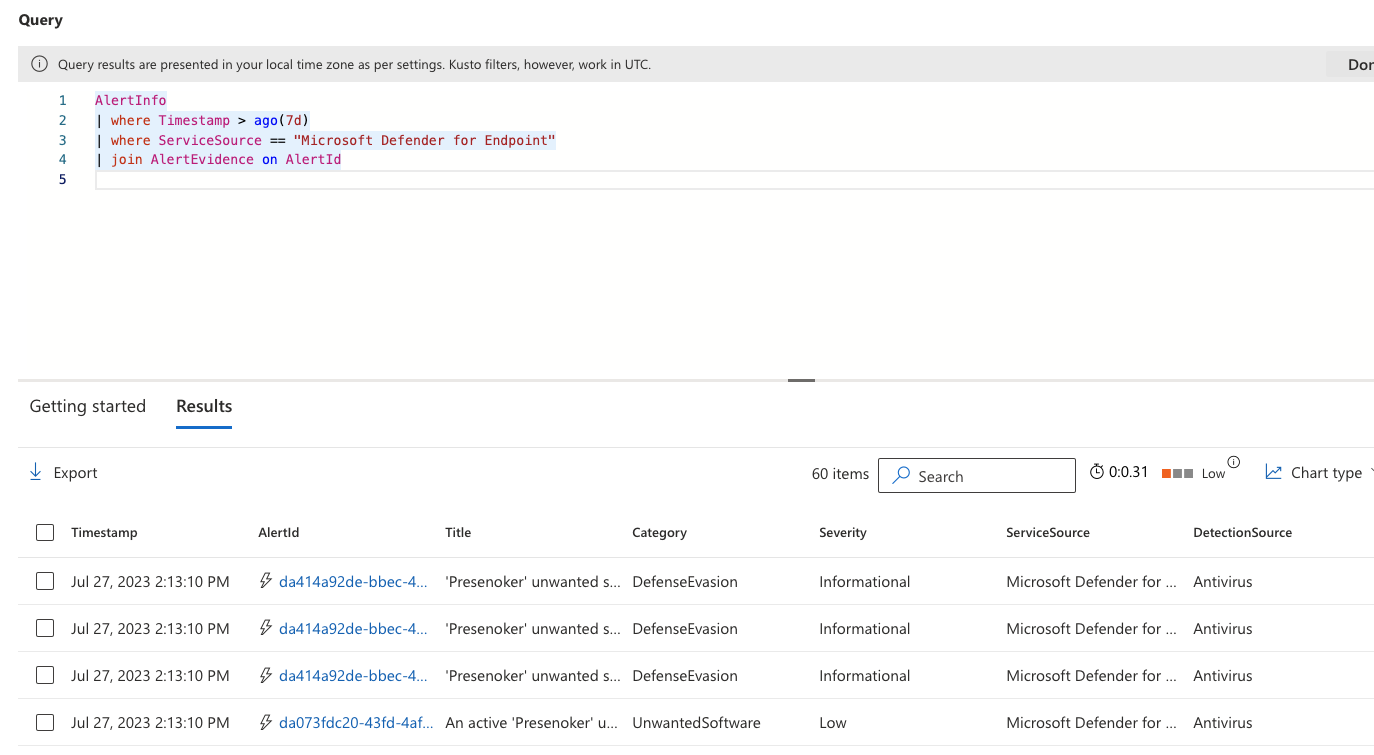 Query
Query results are presented in your local time zone as per settings. Kusto filters, however, work in UTC.
1 AlertInfo
2 | where Timestamp > ago(7d)
3 | where ServiceSource == "Microsoft Defender for Endpoint"
4 | join AlertEvidence on AlertId
5
Getting started Results
Export 60 items Search 0:0.31 Low Chart type
Timestamp AlertId Title Category Severity ServiceSource DetectionSource
Jul 27, 2023 2:13:10 PM da414a92de-bbec-4... 'Presenoker' unwanted s... DefenseEvasion Informational Microsoft Defender for ... Antivirus
Jul 27, 2023 2:13:10 PM da414a92de-bbec-4... 'Presenoker' unwanted s... DefenseEvasion Informational Microsoft Defender for ... Antivirus
Jul 27, 2023 2:13:10 PM da414a92de-bbec-4... 'Presenoker' unwanted s... DefenseEvasion Informational Microsoft Defender for ... Antivirus
Jul 27, 2023 2:13:10 PM da073fdc20-43fd-4af... An active 'Presenoker' u... UnwantedSoftware Low Microsoft Defender for ... Antivirus